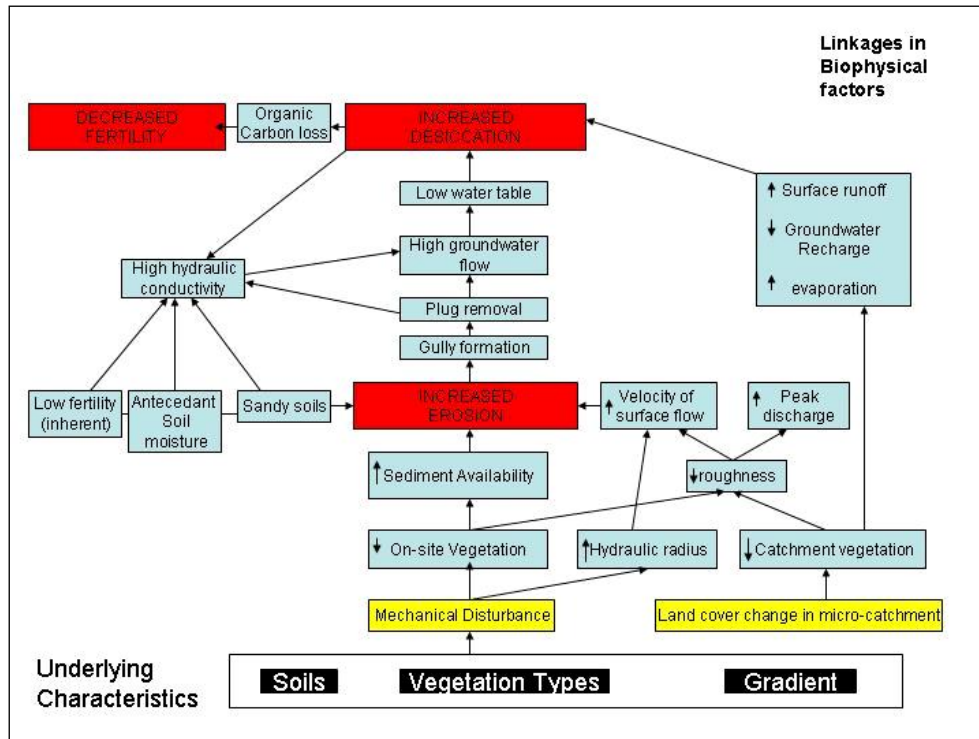 Linkages in
Biophysical
factors
DECREASED
FERTILITY
Organic
Carbon loss
INCREASED
DESICCATION
Low water table
↑ Surface runoff
↓ Groundwater
Recharge
↑ evaporation
High groundwater
flow
High hydraulic
conductivity
Plug removal
Gully formation
Low fertility
(inherent)
Antecedant
Soil
moisture
Sandy soils
INCREASED
EROSION
↑ Velocity of
surface flow
↑ Peak
discharge
↑ Sediment Availability
↓ roughness
↓ On-site Vegetation
↑ Hydraulic radius
↓ Catchment vegetation
Mechanical Disturbance
Land cover change in micro-catchment
Underlying
Characteristics
Soils
Vegetation Types
Gradient